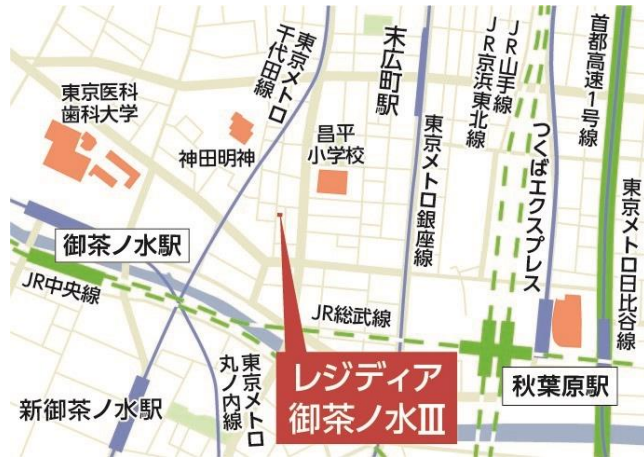 東京メトロ
千代田線
末広町駅
JR山手線
JR京浜東北線
首都高速1号線
東京医科
歯科大学
神田明神
昌平
小学校
東京メトロ銀座線
つくばエクスプレス
東京メトロ日比谷線
御茶ノ水駅
JR中央線
JR総武線
レジディア
御茶ノ水Ⅲ
秋葉原駅
新御茶ノ水駅
東京メトロ
丸ノ内線